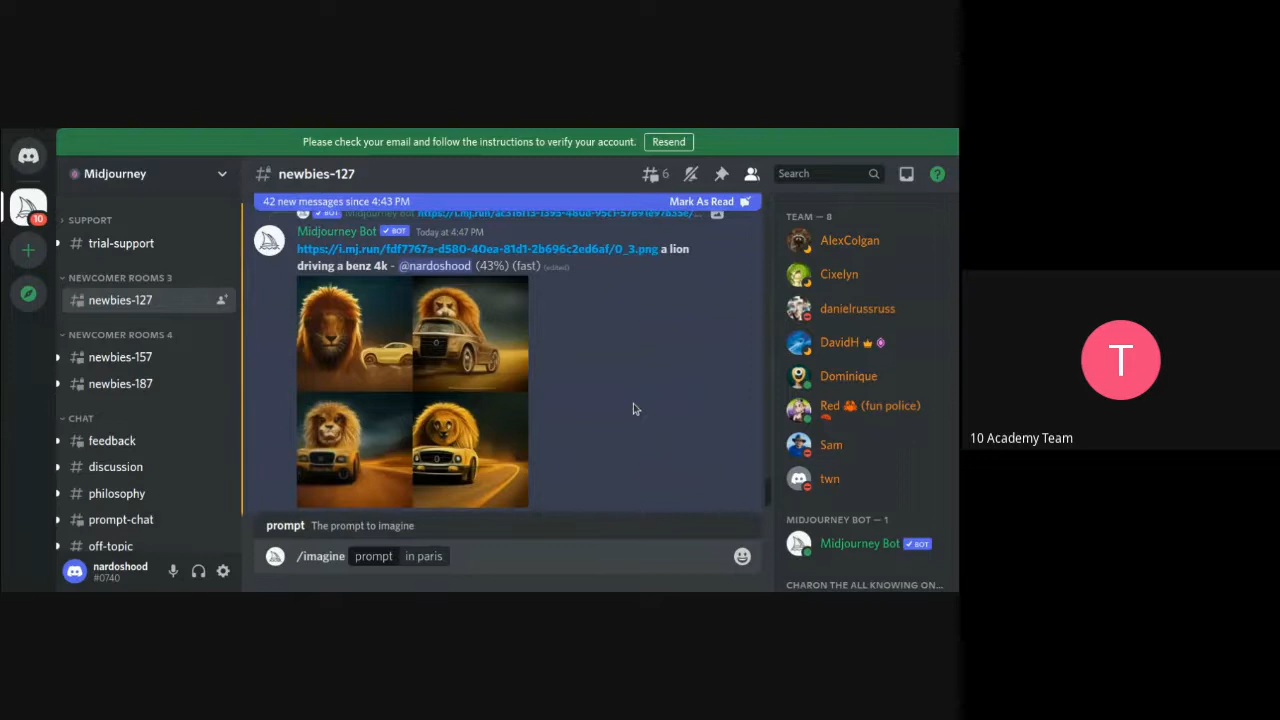 Please check your email and follow the instructions to verify your account. Resend
Midjourney
SUPPORT
trial-support
NEWCOMER ROOMS 3
newbies-127
NEWCOMER ROOMS 4
newbies-157
newbies-187
CHAT
feedback
discussion
philosophy
prompt-chat
off-topic
10
nardoshood
#0740
newbies-127
6
Search
42 new messages since 4:43 PM Mark As Read
BOT Midjourney Bot
Midjourney Bot BOT Today at 4:47 PM
https://i.mj.run/fdf7767a-d580-40ea-81d1-2b696c2ed6af/0_3.png a lion
driving a benz 4k - @nardoshood (43%) (fast) (edited)
prompt The prompt to imagine
/imagine prompt in paris
TEAM — 8
AlexColgan
Cixelyn
danielrussruss
DavidH
Dominique
Red (fun police)
Sam
twn
MIDJOURNEY BOT — 1
Midjourney Bot BOT
CHARON THE ALL KNOWING ON...
T
10 Academy Team